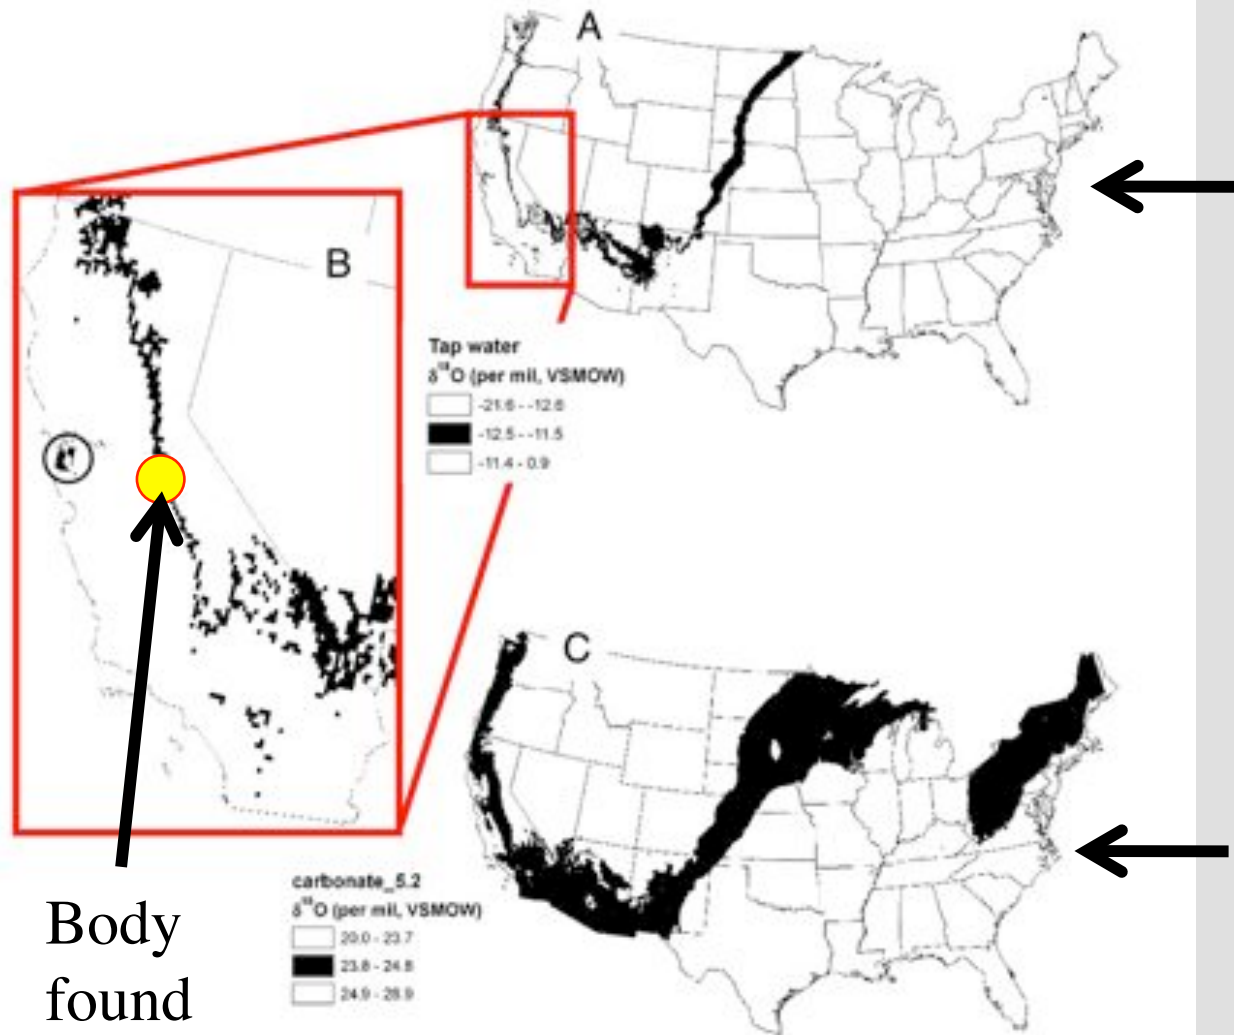 A
B
Tap water
δ¹⁸O (per mil, VSMOW)
-21.6 - -12.6
-12.5 - -11.5
-11.4 - 0.9
C
carbonate_5.2
δ¹⁸O (per mil, VSMOW)
20.0 - 23.7
23.8 - 24.8
24.9 - 28.9
Body
found